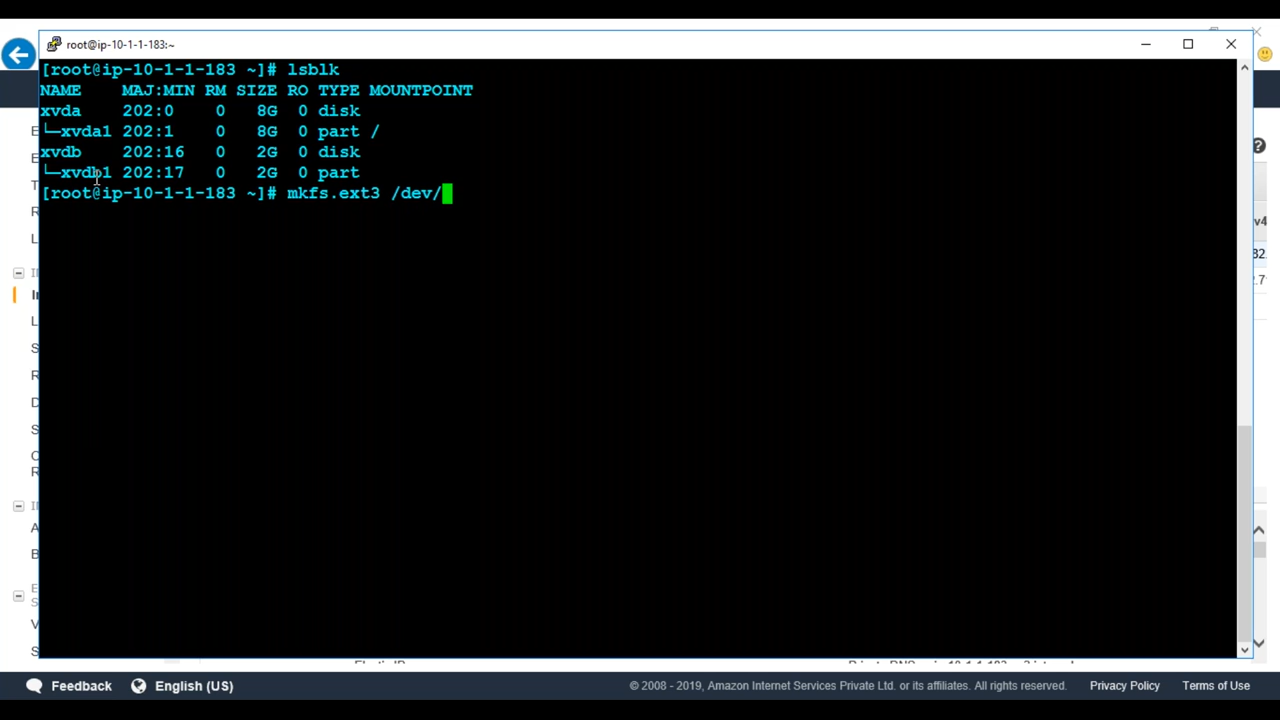 root@ip-10-1-1-183:~
[root@ip-10-1-1-183 ~]# lsblk
NAME    MAJ:MIN RM SIZE RO TYPE MOUNTPOINT
xvda    202:0    0   8G  0 disk
└─xvda1 202:1    0   8G  0 part /
xvdb    202:16   0   2G  0 disk
└─xvdb1 202:17   0   2G  0 part
[root@ip-10-1-1-183 ~]# mkfs.ext3 /dev/
Feedback English (US) © 2008 - 2019, Amazon Internet Services Private Ltd. or its affiliates. All rights reserved. Privacy Policy Terms of Use